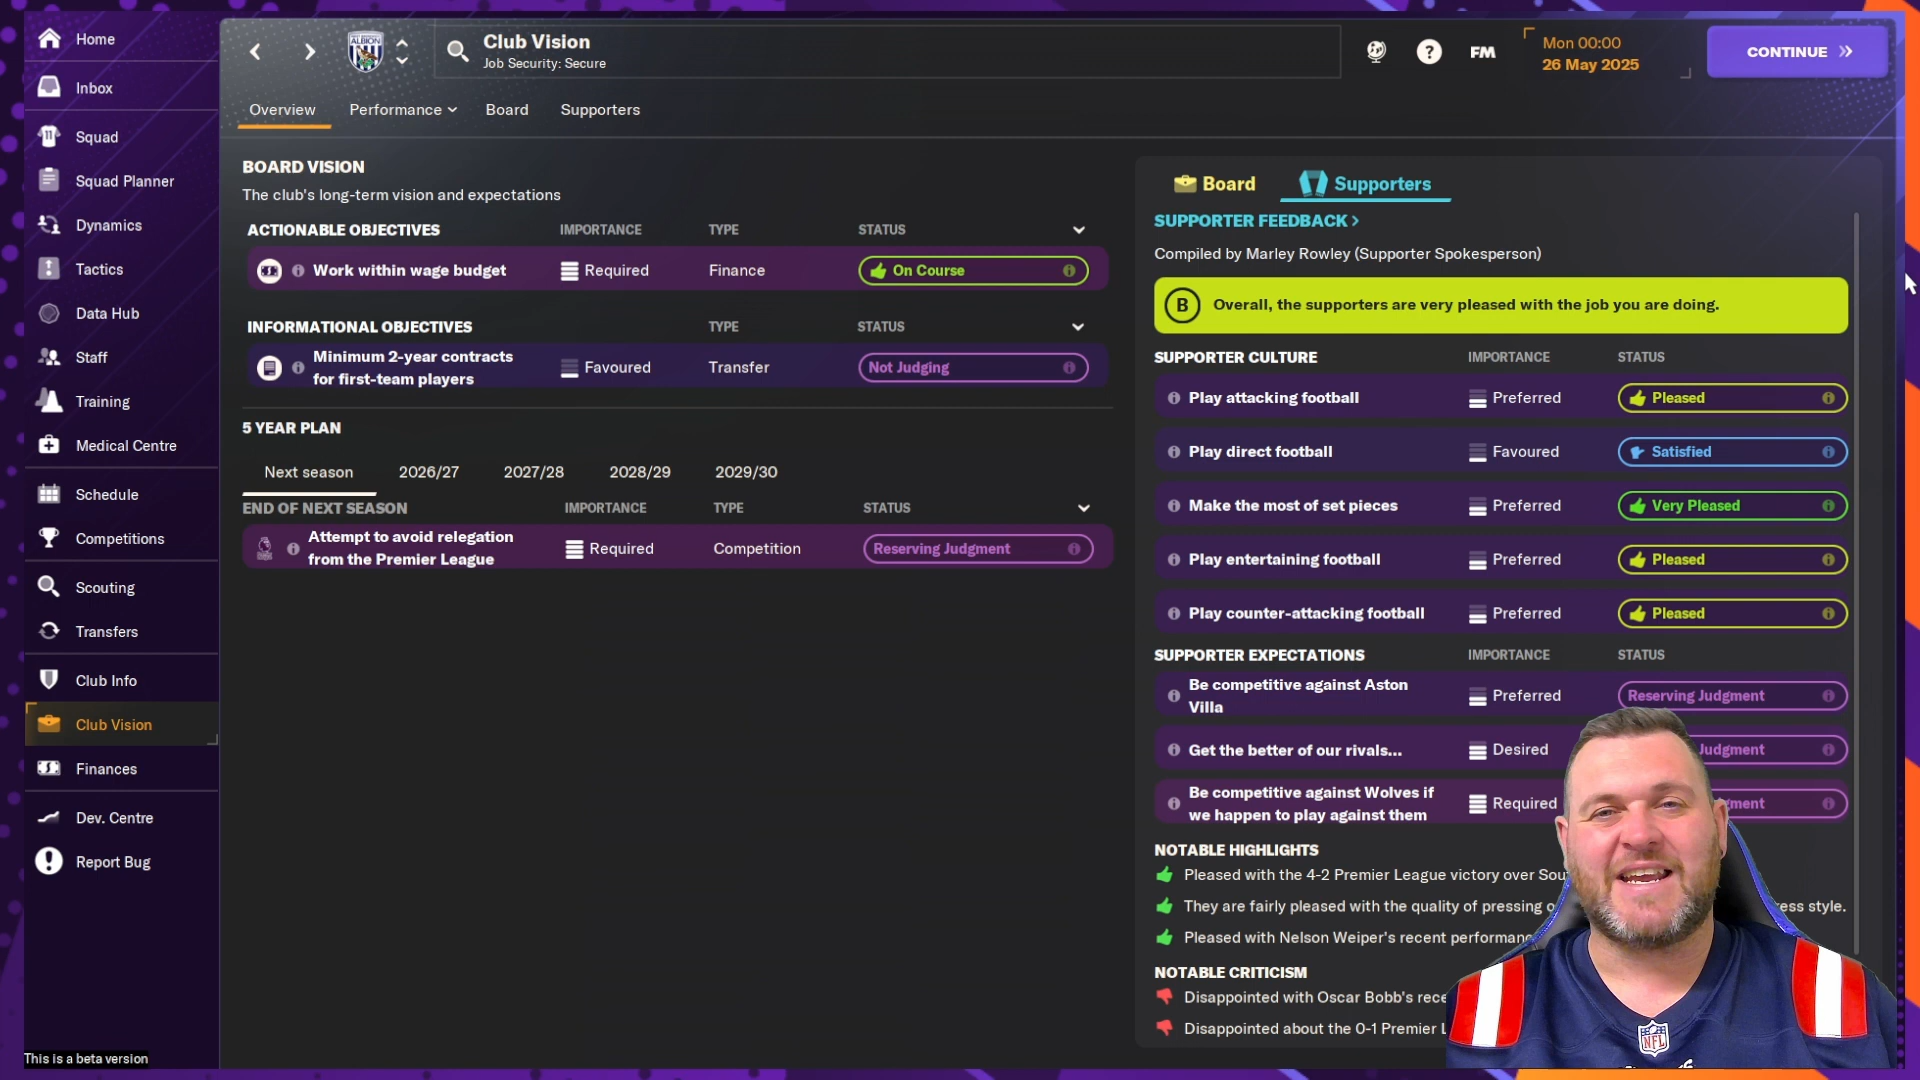 Home
Inbox
Squad
Squad Planner
Dynamics
Tactics
Data Hub
Staff
Training
Medical Centre
Schedule
Competitions
Scouting
Transfers
Club Info
Club Vision
Finances
Dev. Centre
Report Bug
This is a beta version
ALBION
Club Vision
Job Security: Secure
?
FM
Mon 00:00
26 May 2025
CONTINUE
Overview
Performance
Board
Supporters
BOARD VISION
The club's long-term vision and expectations
ACTIONABLE OBJECTIVES IMPORTANCE TYPE STATUS
Work within wage budget Required Finance On Course
INFORMATIONAL OBJECTIVES TYPE STATUS
Minimum 2-year contracts
for first-team players Favoured Transfer Not Judging
5 YEAR PLAN
Next season 2026/27 2027/28 2028/29 2029/30
END OF NEXT SEASON IMPORTANCE TYPE STATUS
Attempt to avoid relegation
from the Premier League Required Competition Reserving Judgment
Board Supporters
SUPPORTER FEEDBACK >
Compiled by Marley Rowley (Supporter Spokesperson)
B Overall, the supporters are very pleased with the job you are doing.
SUPPORTER CULTURE IMPORTANCE STATUS
Play attacking football Preferred Pleased
Play direct football Favoured Satisfied
Make the most of set pieces Preferred Very Pleased
Play entertaining football Preferred Pleased
Play counter-attacking football Preferred Pleased
SUPPORTER EXPECTATIONS IMPORTANCE STATUS
Be competitive against Aston
Villa Preferred Reserving Judgment
Get the better of our rivals... Desired Judgment
Be competitive against Wolves if
we happen to play against them Required
NOTABLE HIGHLIGHTS
Pleased with the 4-2 Premier League victory over
They are fairly pleased with the quality of pressing style.
Pleased with Nelson Weiper's recent
NOTABLE CRITICISM
Disappointed with Oscar Bobb's
Disappointed about the 0-1 Premier
NFL